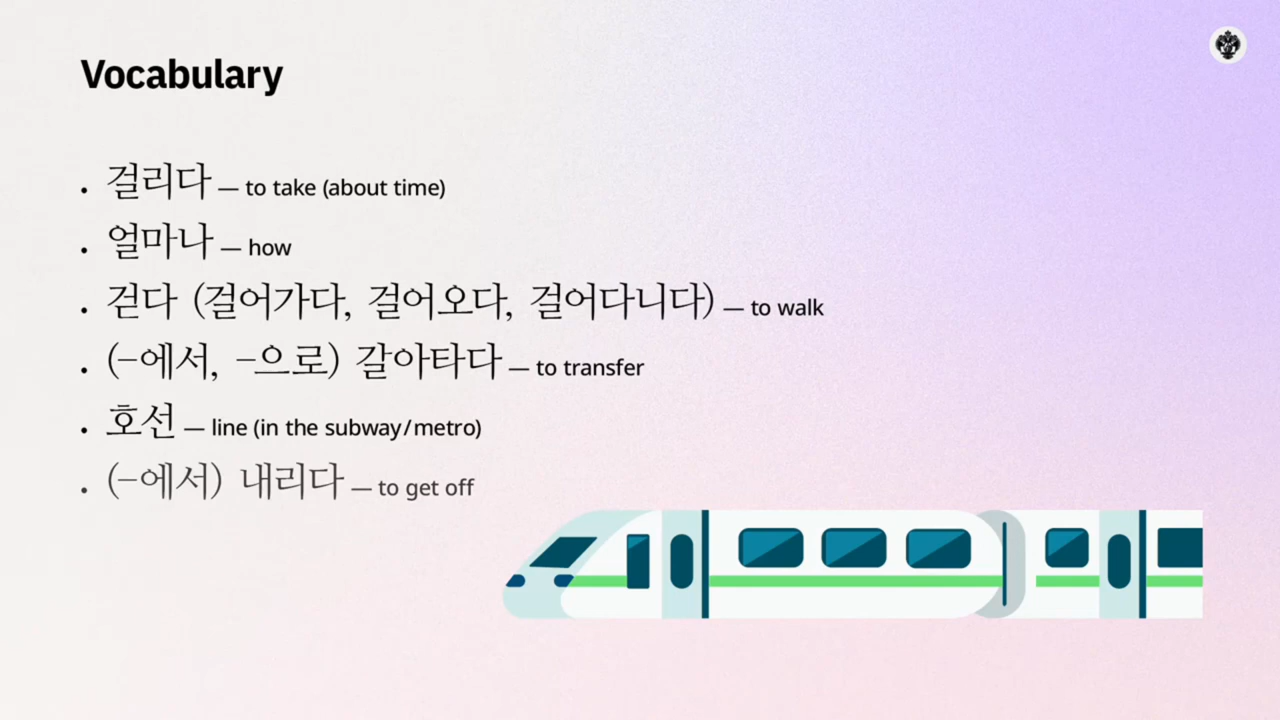 Vocabulary
• 걸리다 – to take (about time)
• 얼마나 – how
• 걷다 (걸어가다, 걸어오다, 걸어다니다) – to walk
• (-에서, -으로) 갈아타다 – to transfer
• 호선 – line (in the subway/metro)
• (-에서) 내리다 – to get off